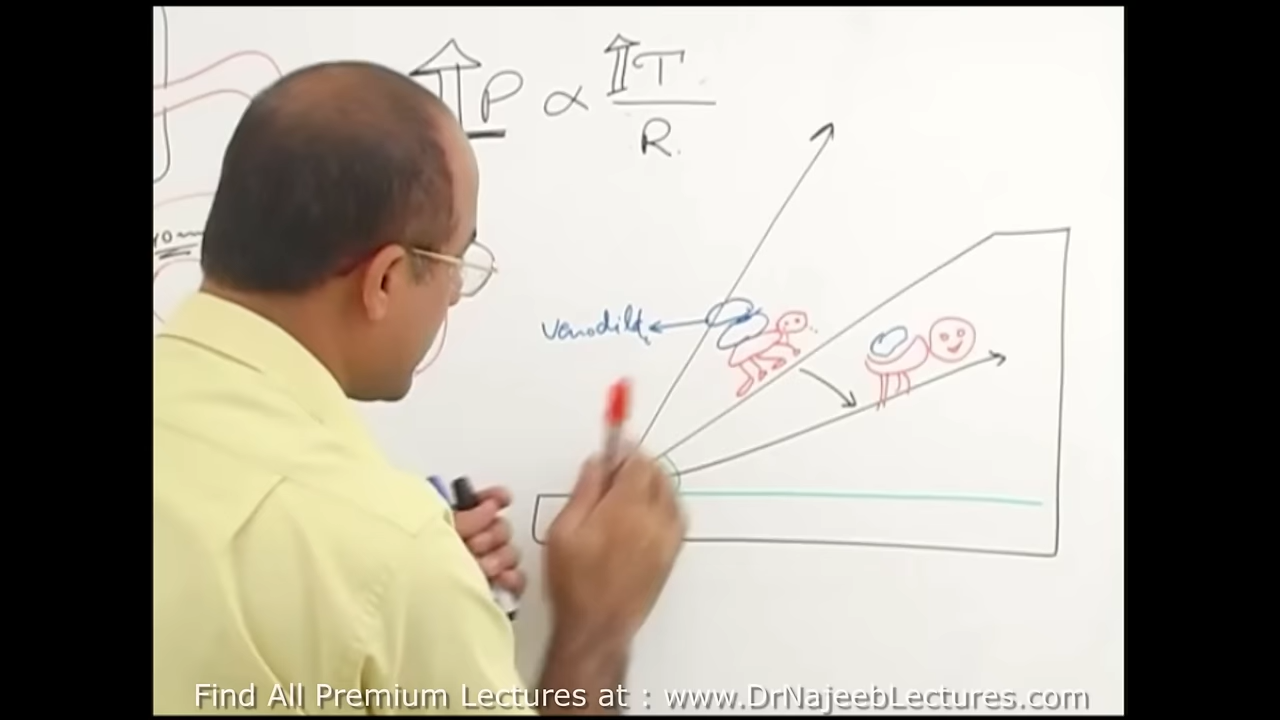 ⇑P ∝ ⇑T
R.
Venodilt.
Find All Premium Lectures at : www.DrNajeebLectures.com